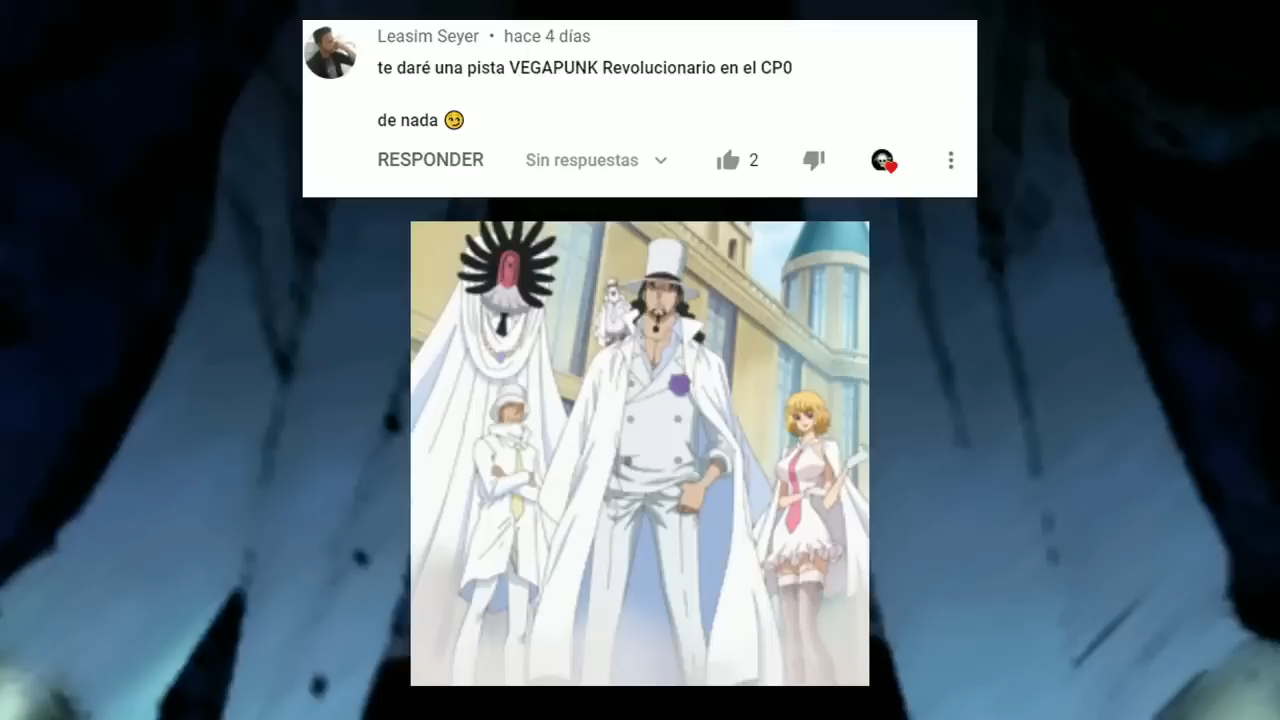 Leasim Seyer • hace 4 días
te daré una pista VEGAPUNK Revolucionario en el CP0
de nada 😏
RESPONDER Sin respuestas 2